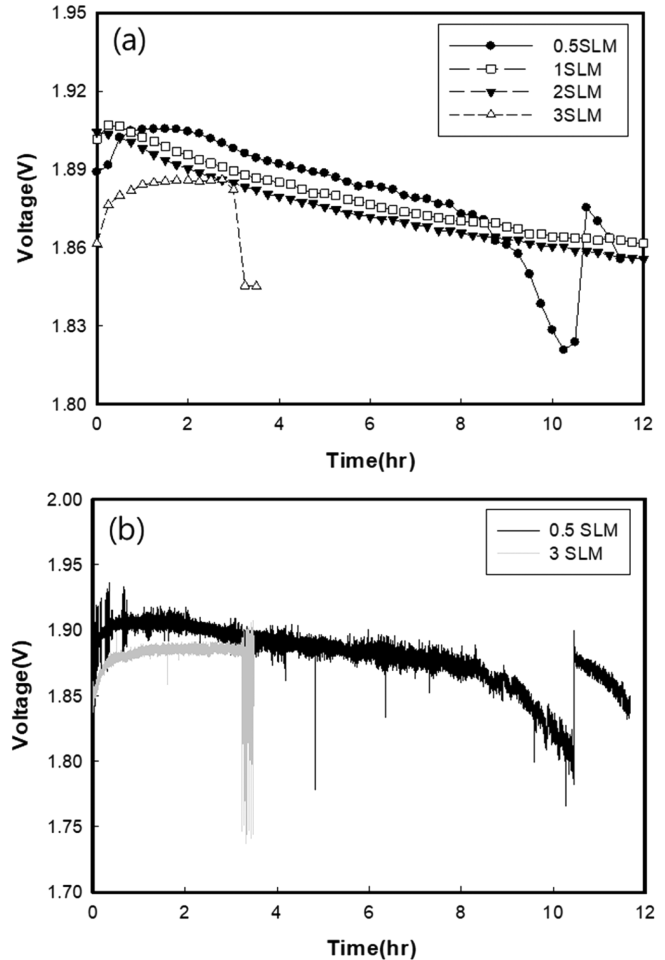 (a)
0.5SLM
1SLM
2SLM
3SLM
1.95
1.92
1.89
1.86
1.83
1.80
Voltage(V)
0 2 4 6 8 10 12
Time(hr)
(b)
0.5 SLM
3 SLM
2.00
1.95
1.90
1.85
1.80
1.75
1.70
Voltage(V)
0 2 4 6 8 10 12
Time(hr)